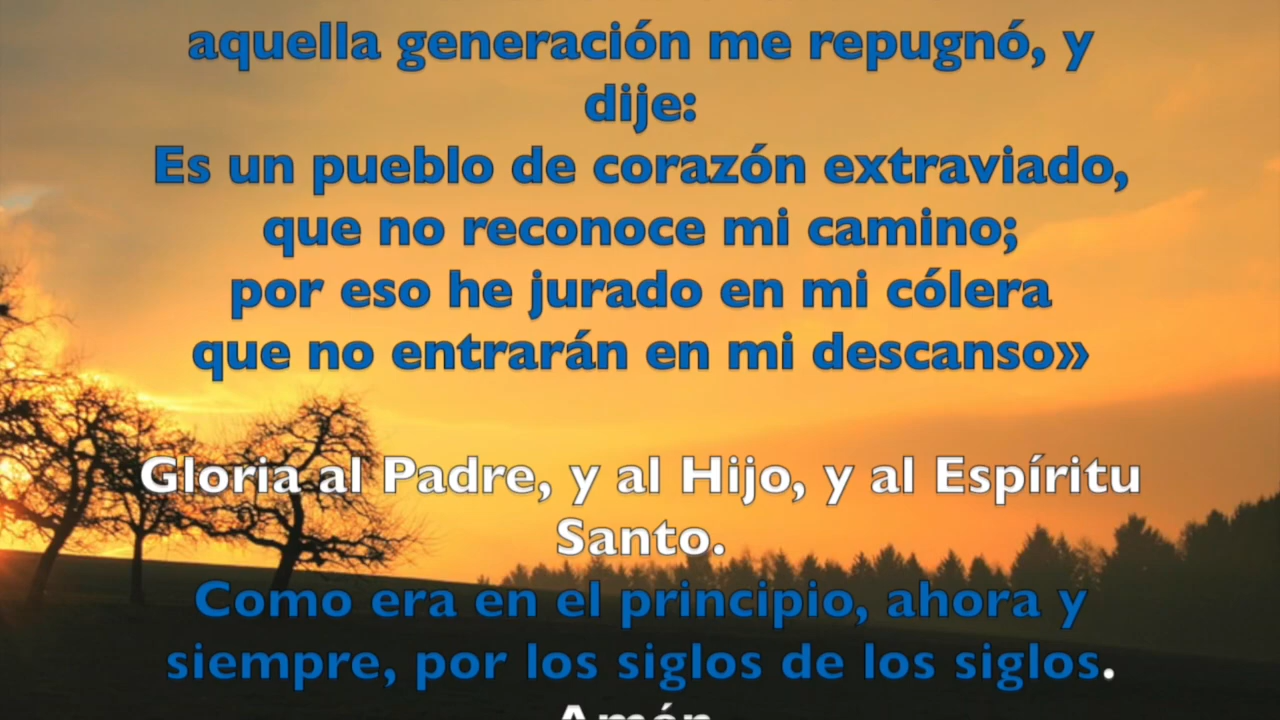 aquella generación me repugnó, y
dije:
Es un pueblo de corazón extraviado,
que no reconoce mi camino;
por eso he jurado en mi cólera
que no entrarán en mi descanso»
Gloria al Padre, y al Hijo, y al Espíritu
Santo.
Como era en el principio, ahora y
siempre, por los siglos de los siglos.
Amén